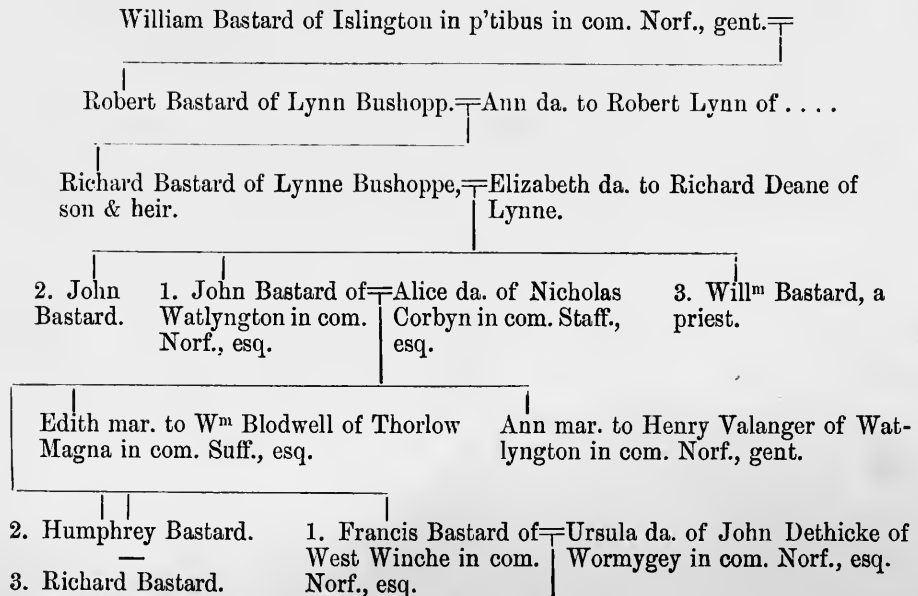 William Bastard of Islington in p'tibus in com. Norf., gent.
Robert Bastard of Lynn Bushopp. Ann da. to Robert Lynn of . . . .
Richard Bastard of Lynne Bushoppe, son & heir.
Elizabeth da. to Richard Deane of Lynne.
2. John Bastard.
1. John Bastard of Watlyngton in com. Norf., esq.
Alice da. of Nicholas Corbyn in com. Staff., esq.
3. Willm Bastard, a priest.
Edith mar. to Wm Blodwell of Thorlow Magna in com. Suff., esq.
Ann mar. to Henry Valanger of Wat-
lyngton in com. Norf., gent.
2. Humphrey Bastard.
3. Richard Bastard.
1. Francis Bastard of West Winche in com. Norf., esq.
Ursula da. of John Dethicke of Wormygey in com. Norf., esq.